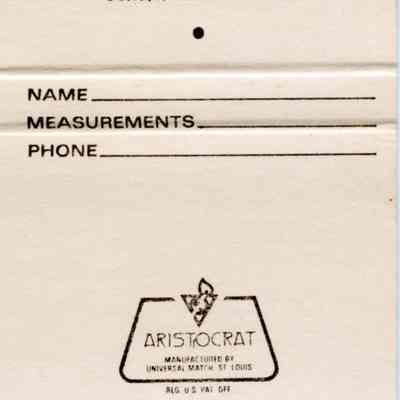 NAME
MEASUREMENTS
PHONE
ARISTOCRAT
MANUFACTURED BY
UNIVERSAL MATCH, ST. LOUIS
REG. U.S. PAT. OFF.